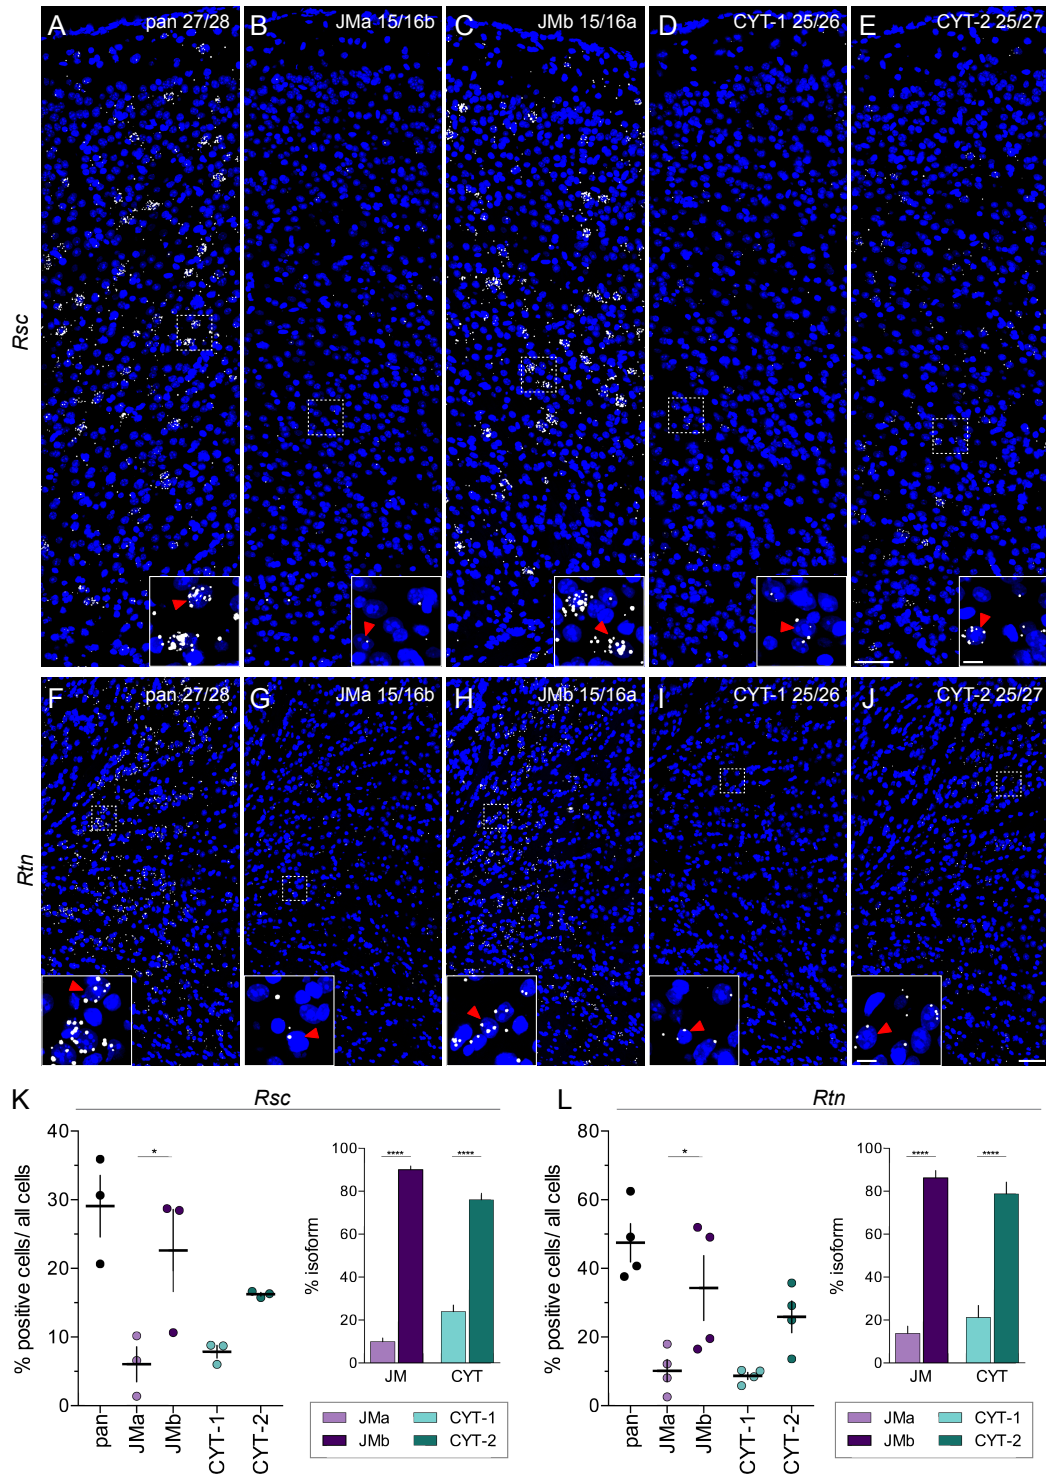 A pan 27/28
B JMa 15/16b
C JMb 15/16a
D CYT-1 25/26
E CYT-2 25/27
Rsc
F pan 27/28
G JMa 15/16b
H JMb 15/16a
I CYT-1 25/26
J CYT-2 25/27
Rtn
K
Rsc
% positive cells/ all cells
40
30
20
10
0
*
pan
JMa
JMb
CYT-1
CYT-2
% isoform
100
80
60
40
20
0
****
****
JM
CYT
JMa
CYT-1
JMb
CYT-2
L
Rtn
% positive cells/ all cells
80
60
40
20
0
*
pan
JMa
JMb
CYT-1
CYT-2
% isoform
100
80
60
40
20
0
****
****
JM
CYT
JMa
CYT-1
JMb
CYT-2